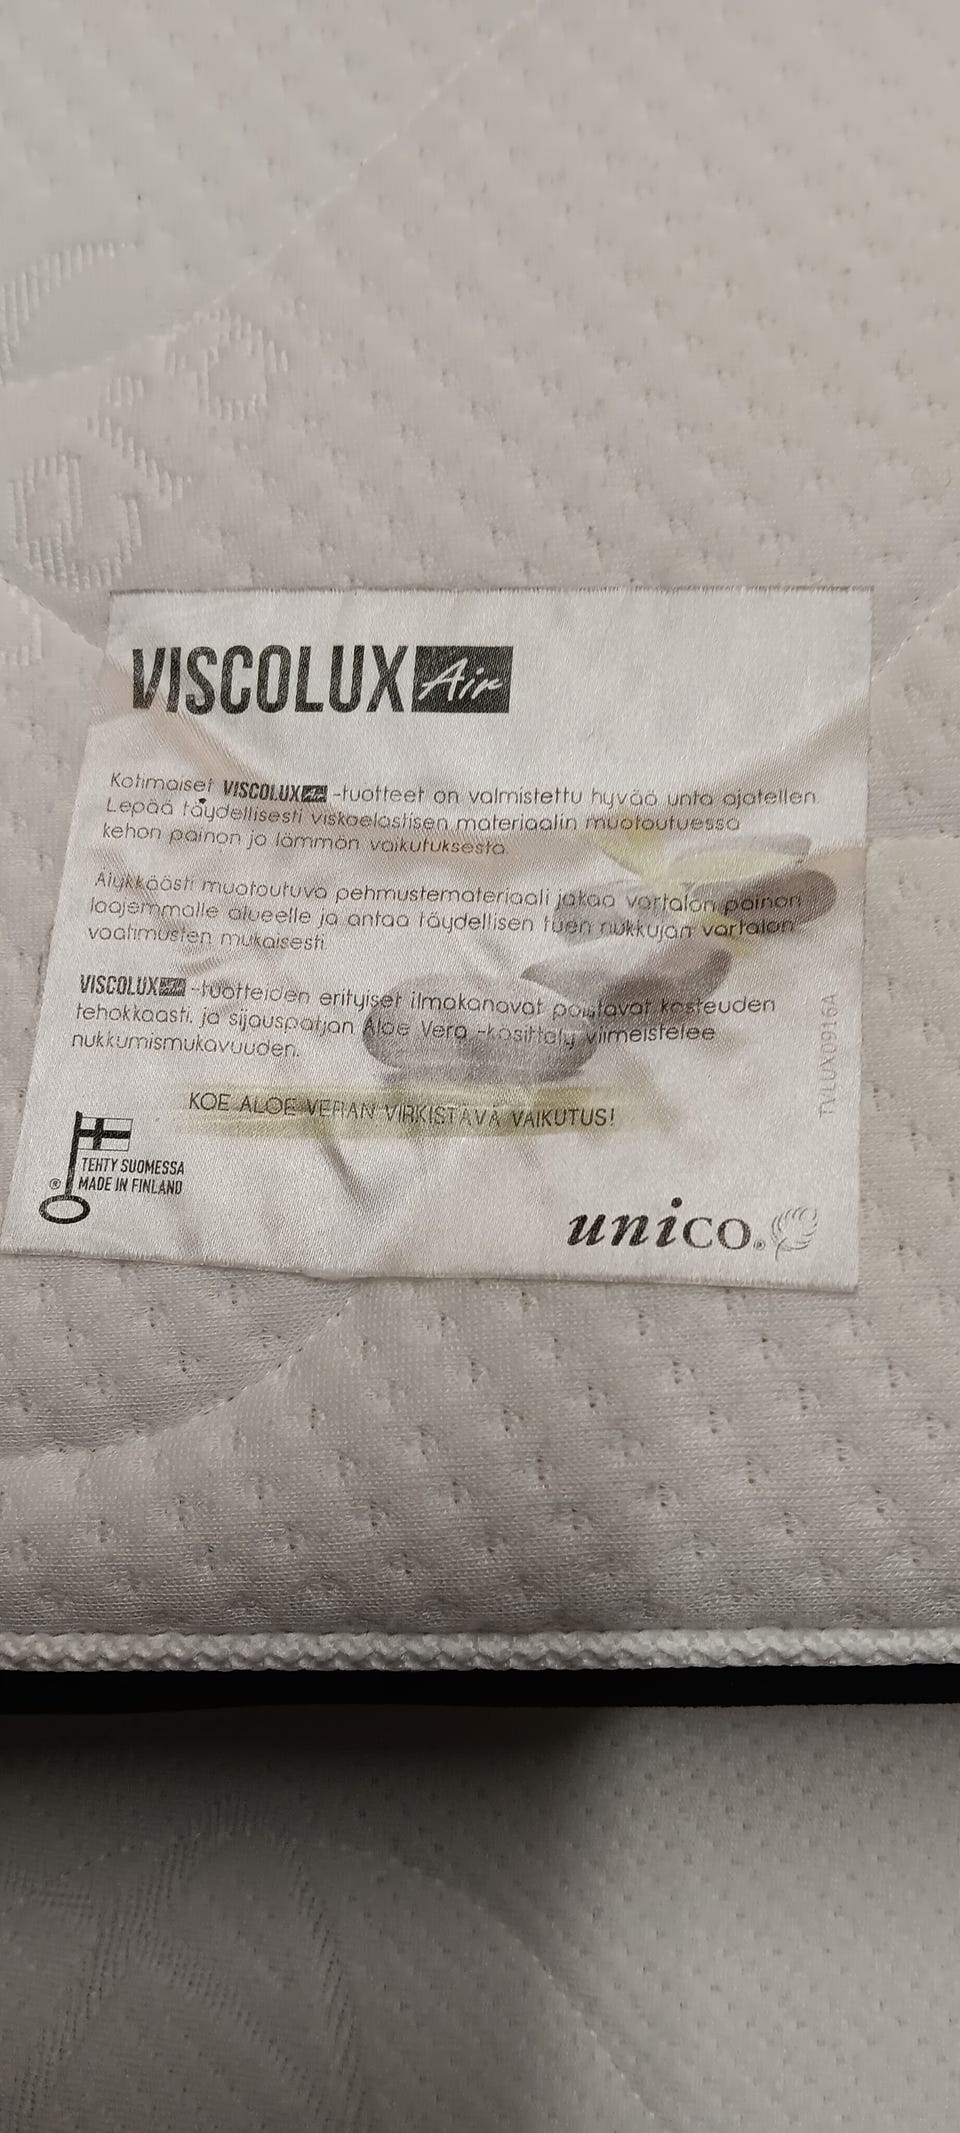 VISCOLUX Air
Kotimaiset VISCOLUX Air -tuotteet on valmistettu hyvää unta ajatellen.
Lepää täydellisesti viskoelastisen materiaalin muotoutuessa
kehon painon ja lämmön vaikutuksesta.
Älykkäästi muotoutuva pehmustemateriaali jakaa vartalon painon
laajemmalle alueelle ja antaa täydellisen tuen nukkujan vartalon
vaatimusten mukaisesti.
VISCOLUX Air -tuotteiden erityiset ilmakanavat poistavat kosteuden
tehokkaasti, ja sijauspatjan Aloe Vera -käsittely viimeistelee
nukkumismukavuuden.
KOE ALOE VERAN VIRKISTÄVÄ VAIKUTUS!
TEHTY SUOMESSA
® MADE IN FINLAND
unico.®
TVLUX0916A